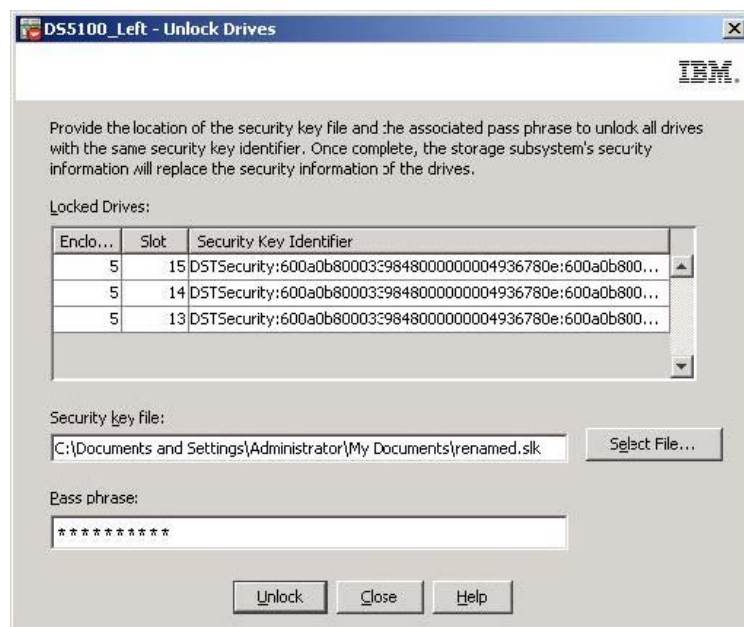 DS5100_Left - Unlock Drives
IBM.
Provide the location of the security key file and the associated pass phrase to unlock all drives
with the same security key identifier. Once complete, the storage subsystem's security
information will replace the security information of the drives.
Locked Drives:
Enclo... Slot Security Key Identifier
5 15 DSTSecurity:600a0b80003398480000000004936780e:600a0b800...
5 14 DSTSecurity:600a0b80003398480000000004936780e:600a0b800...
5 13 DSTSecurity:600a0b80003398480000000004936780e:600a0b800...
Security key file:
C:\Documents and Settings\Administrator\My Documents\renamed.slk
Select File...
Pass phrase:
**********
Unlock Close Help